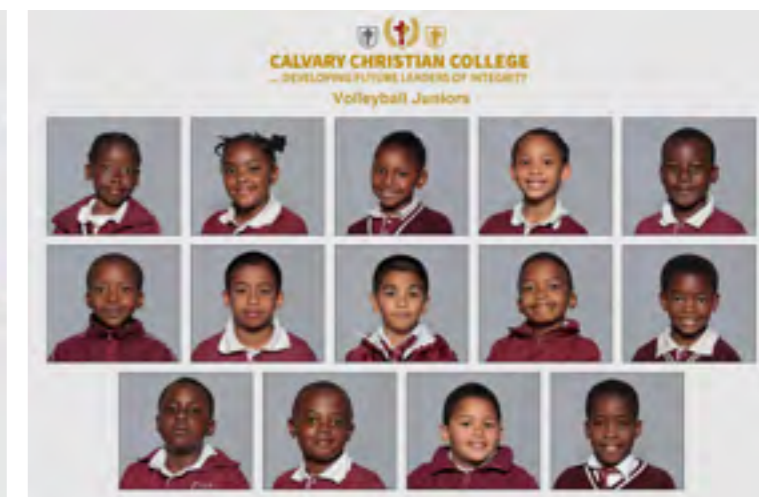 CALVARY CHRISTIAN COLLEGE
... DEVELOPING FUTURE LEADERS OF INTEGRITY
Volleyball Juniors